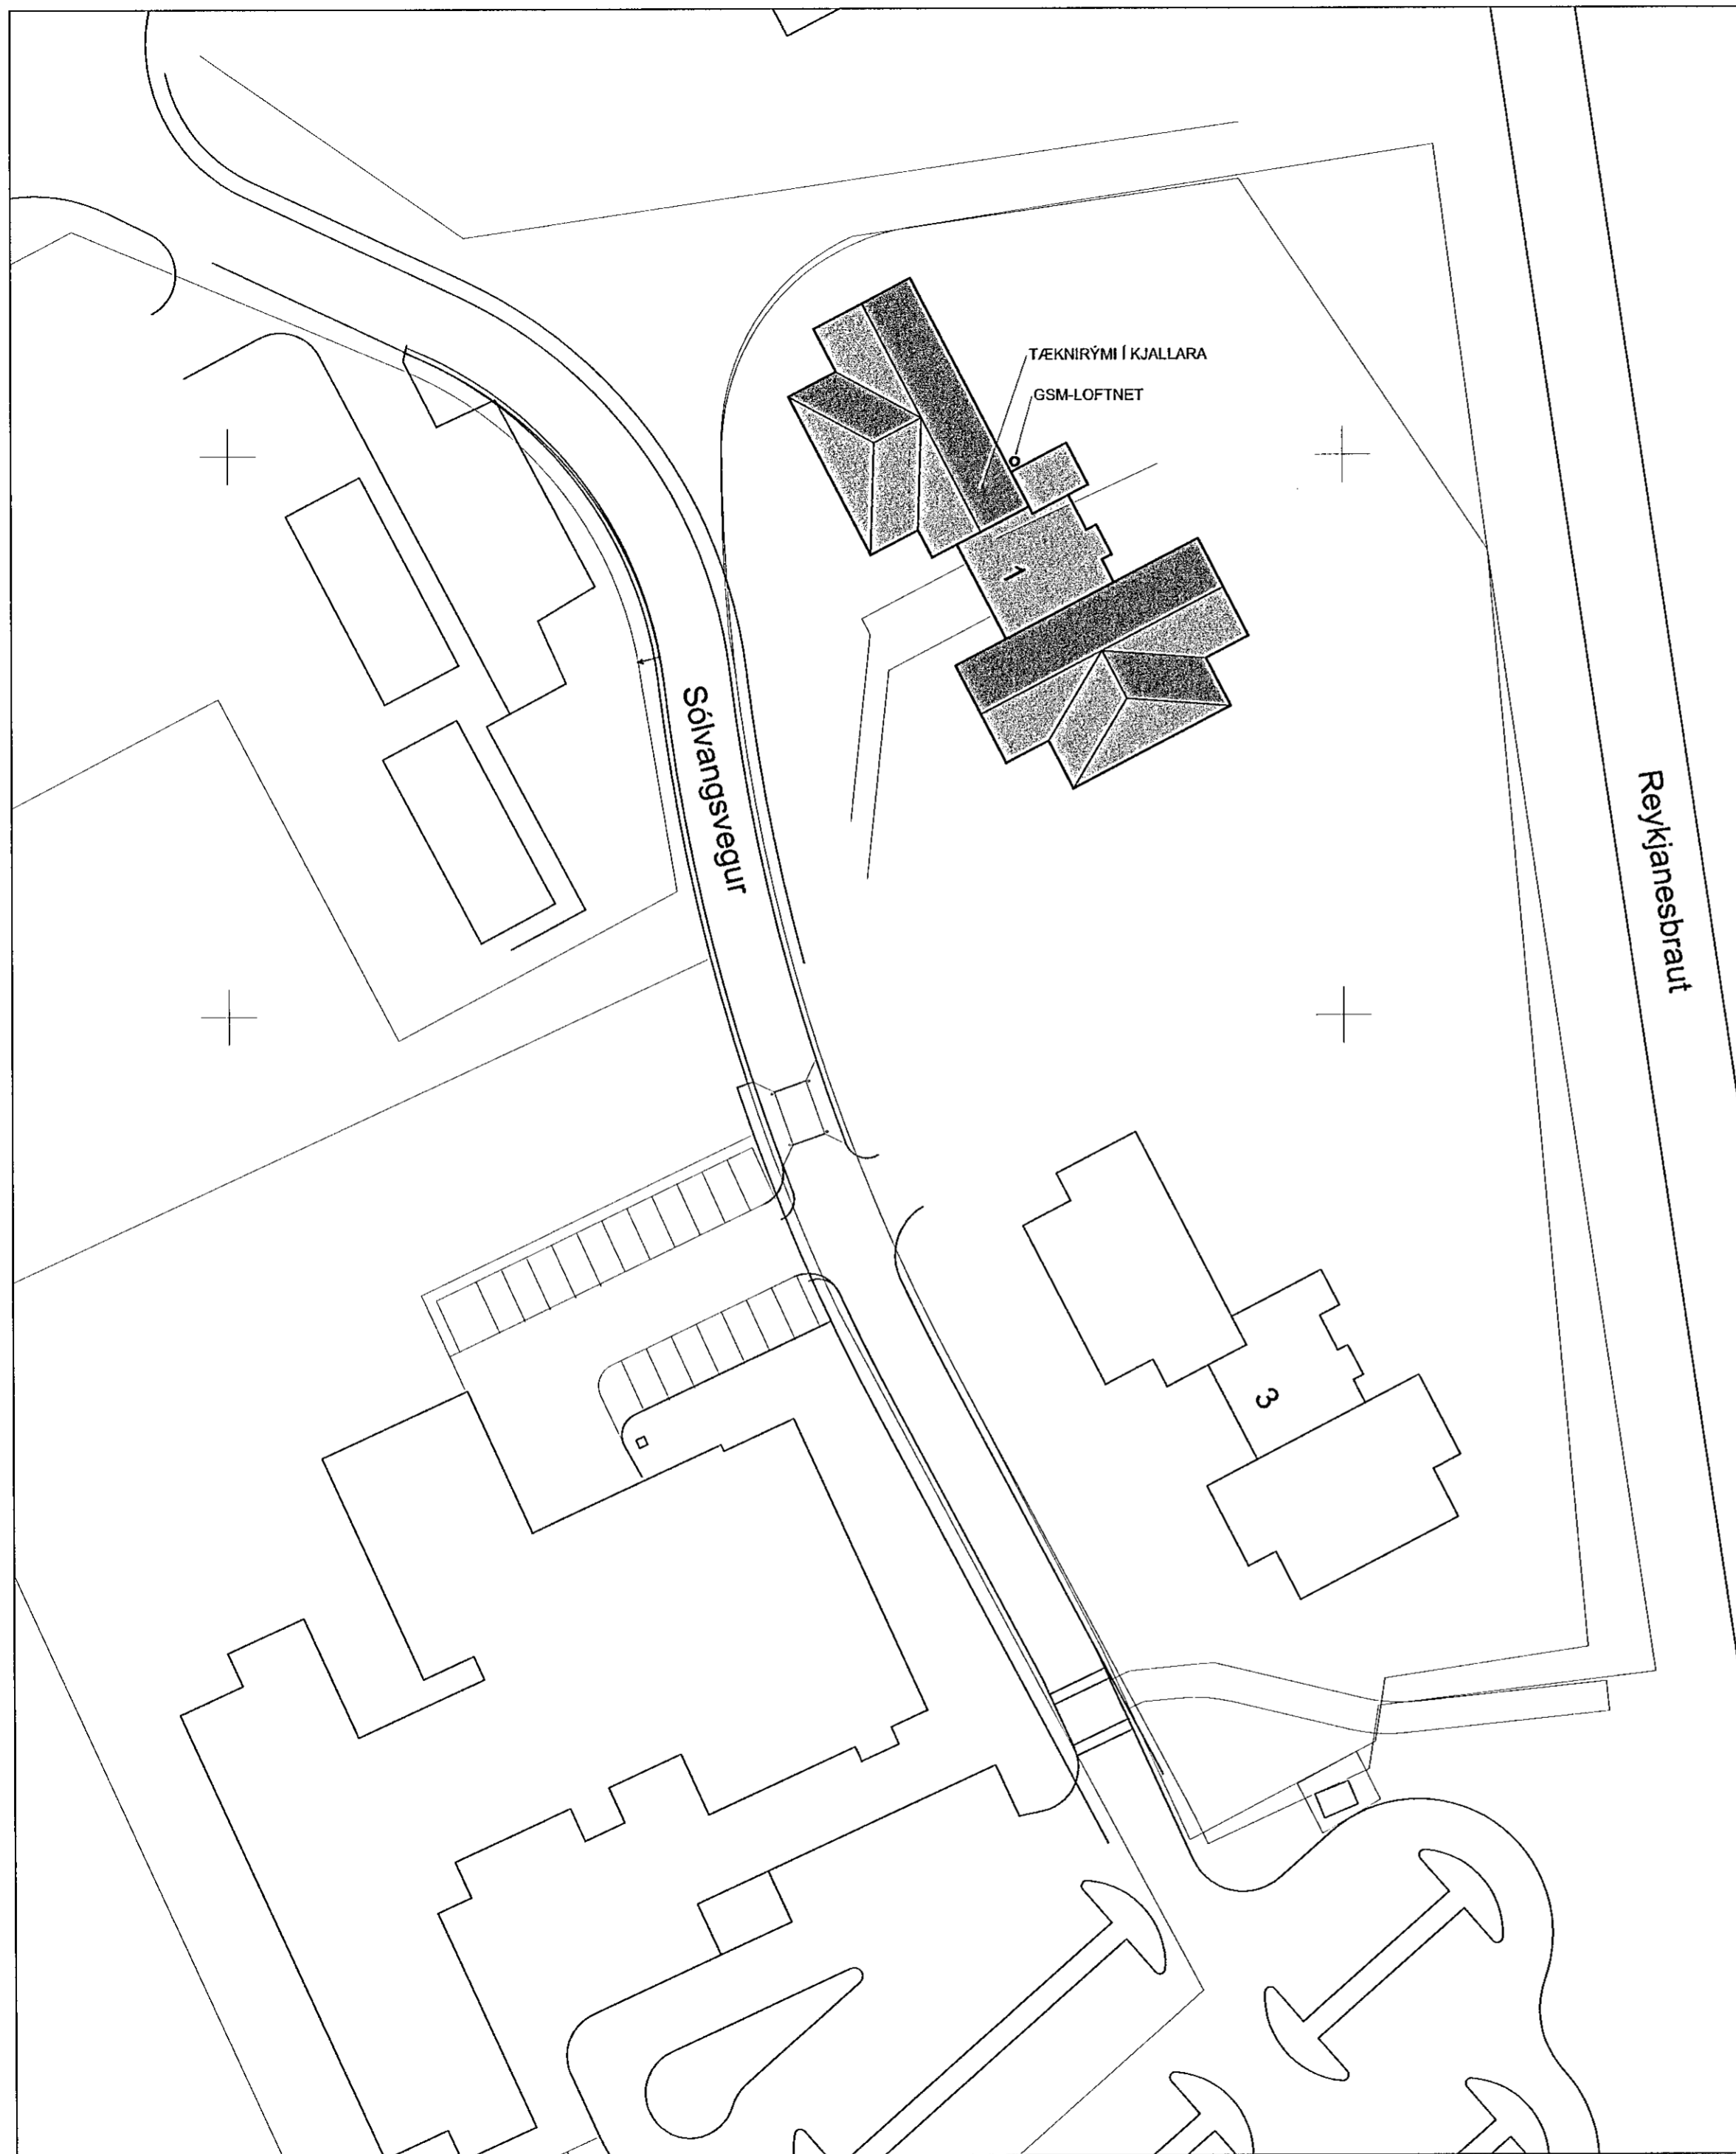 TÆKNIRÝMI Í KJALLARA
GSM-LOFTNET
1
Sólvangsvegur
Reykjanesbraut
3